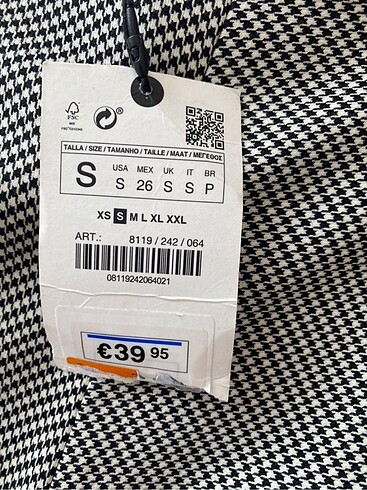 FSC
®
TALLA / SIZE / TAMANHO / TAILLE / MAAT / ΜΕΓΕΘΟΣ
S USA MEX UK IT BR
S 26 S S P
XS S M L XL XXL
ART.: 8119 / 242 / 064
08119242064021
€39 95